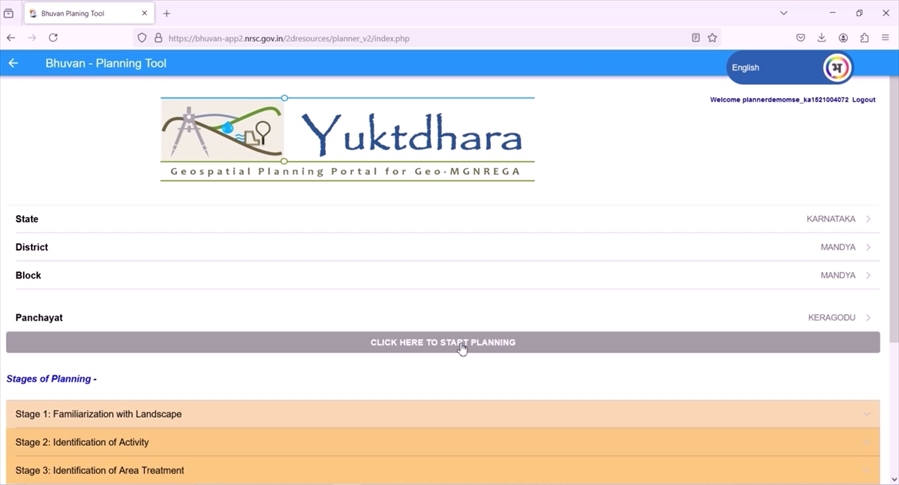 Bhuvan Planing Tool
https://bhuvan-app2.nrsc.gov.in/2dresources/planner_v2/index.php
Bhuvan - Planning Tool
English
भ
Welcome plannerdemomse_ka1521004072 Logout
Yuktdhara
Geospatial Planning Portal for Geo-MGNREGA
State KARNATAKA
District MANDYA
Block MANDYA
Panchayat KERAGODU
CLICK HERE TO START PLANNING
Stages of Planning -
Stage 1: Familiarization with Landscape
Stage 2: Identification of Activity
Stage 3: Identification of Area Treatment